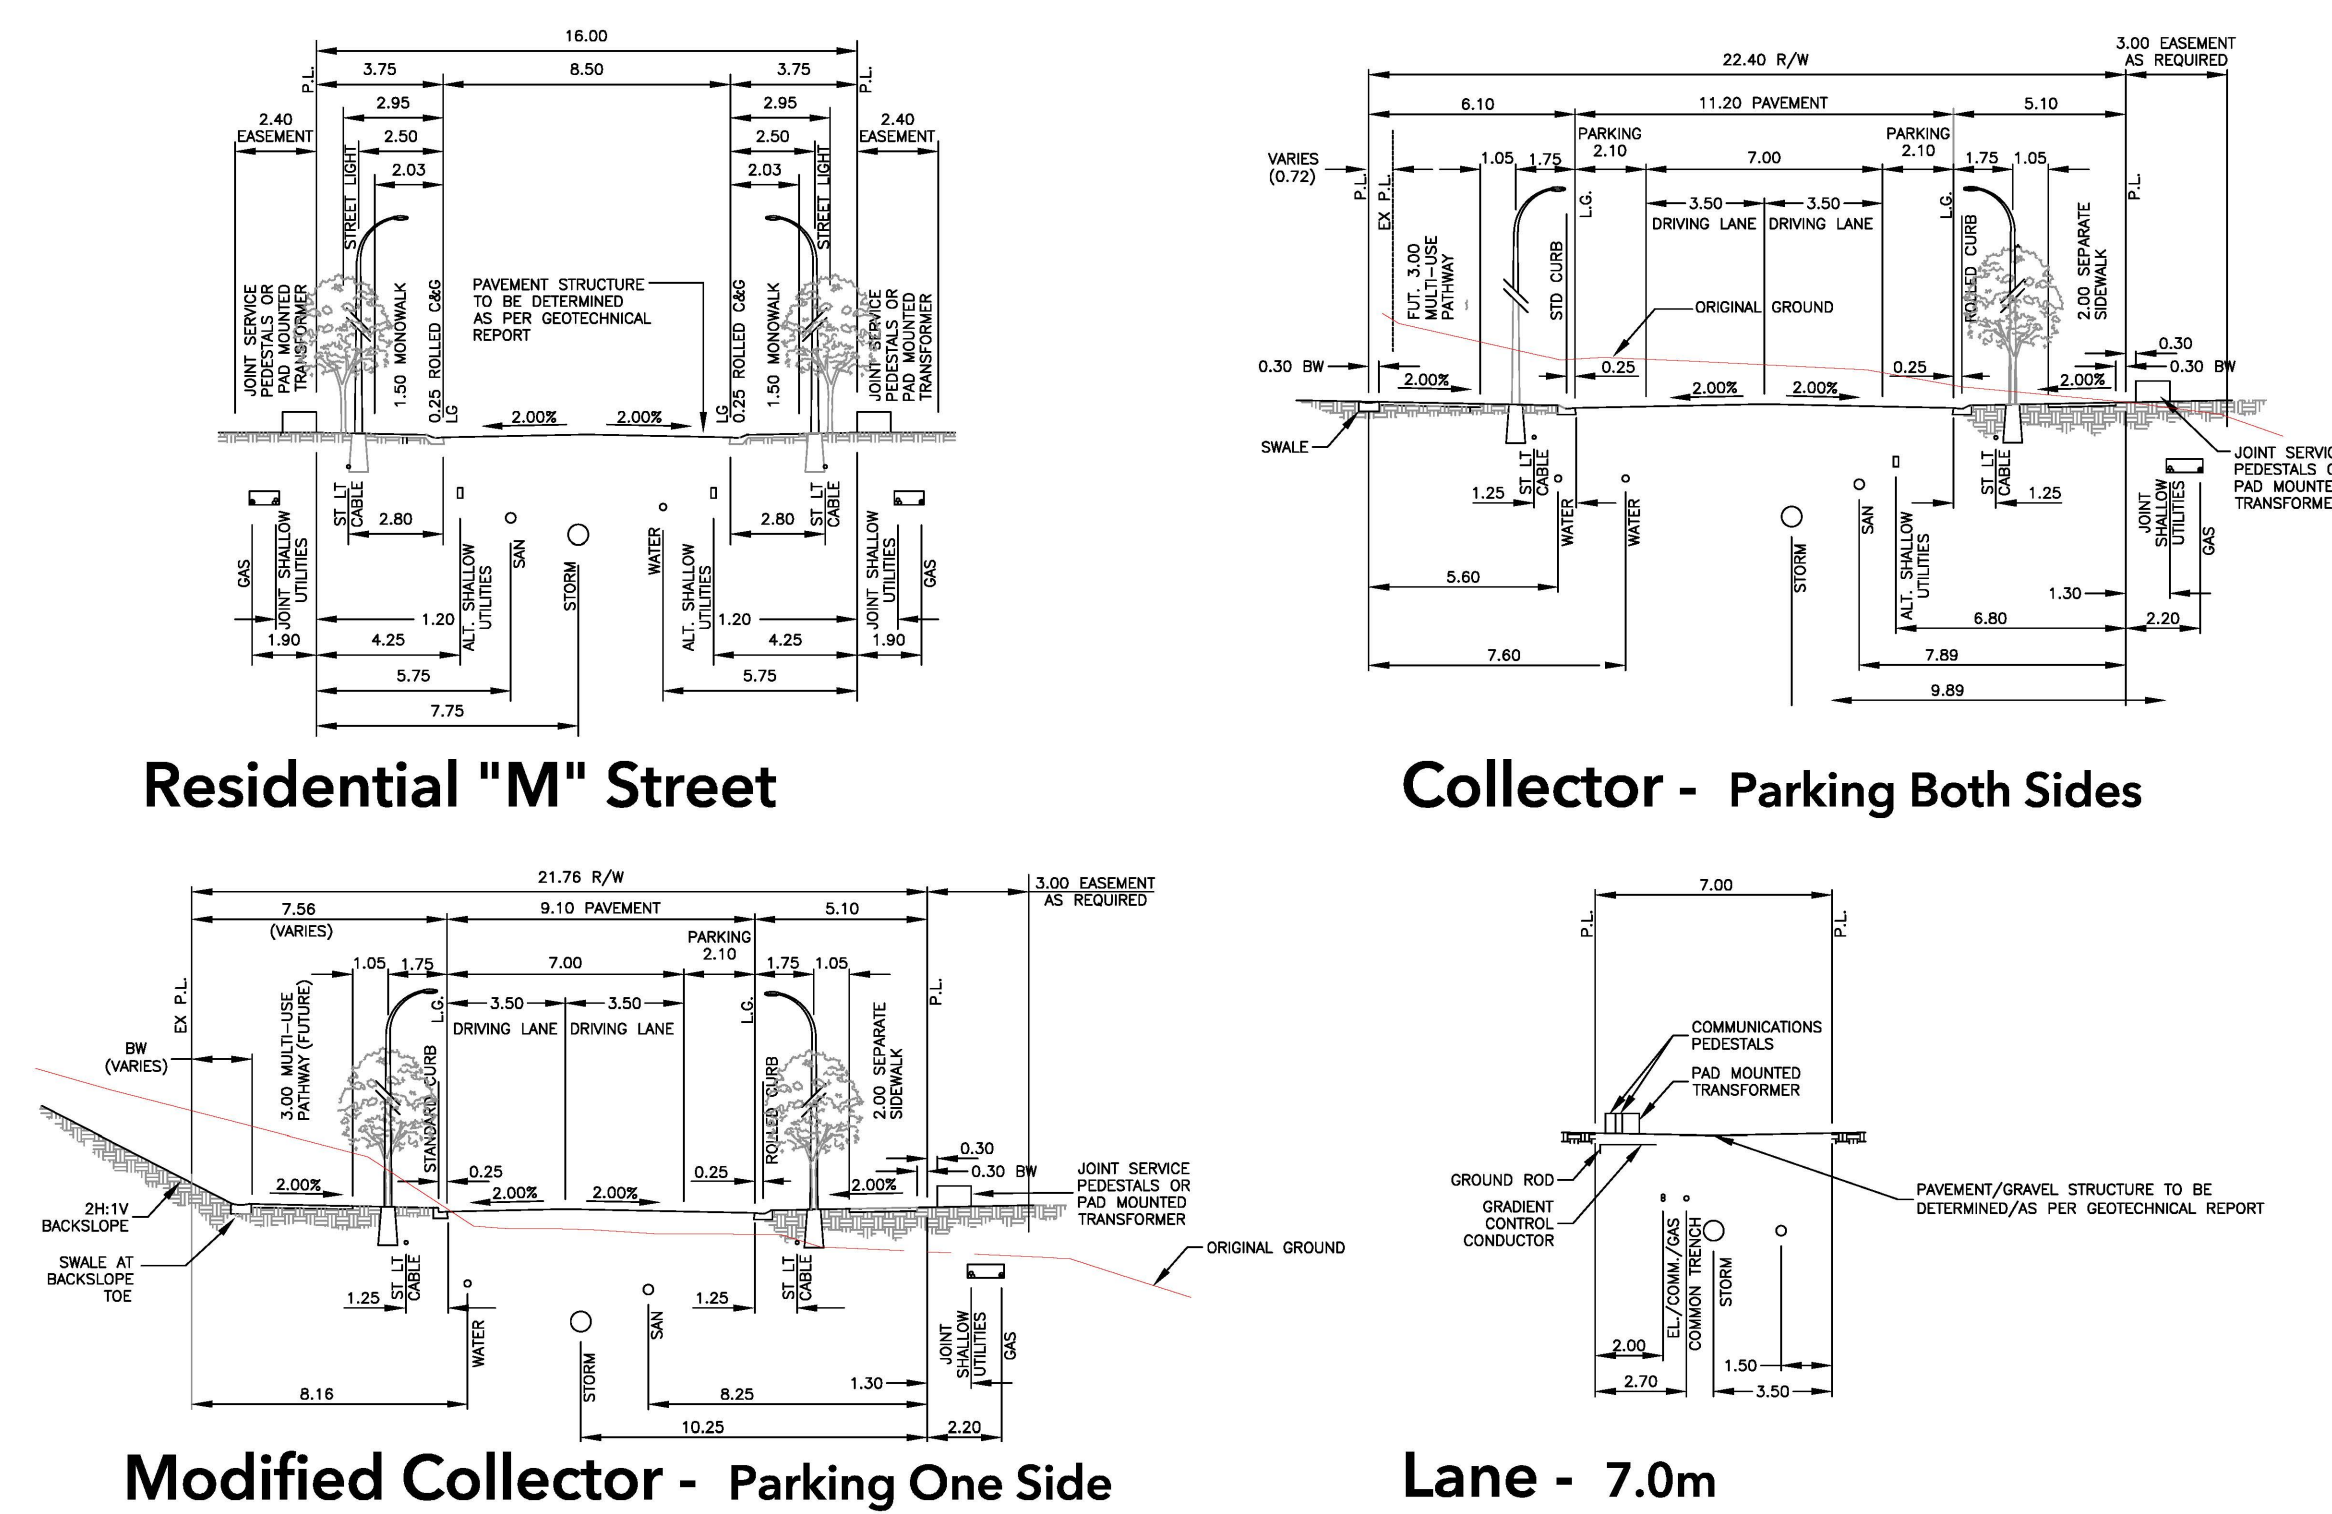 16.00
3.75
8.50
3.75
P.L.
P.L.
2.95
2.95
2.40
EASEMENT
2.50
2.50
2.40
EASEMENT
2.03
2.03
STREET LIGHT
STREET LIGHT
JOINT SERVICE
PEDESTALS OR
PAD MOUNTED
TRANSFORMER
1.50 MONOWALK
0.25 ROLLED C&G
LG
PAVEMENT STRUCTURE
TO BE DETERMINED
AS PER GEOTECHNICAL
REPORT
LG
0.25 ROLLED C&G
1.50 MONOWALK
JOINT SERVICE
PEDESTALS OR
PAD MOUNTED
TRANSFORMER
2.00%
2.00%
ST LT
CABLE
2.80
2.80
ST LT
CABLE
GAS
JOINT SHALLOW
UTILITIES
ALT. SHALLOW
UTILITIES
SAN
STORM
WATER
ALT. SHALLOW
UTILITIES
JOINT SHALLOW
UTILITIES
GAS
1.20
1.20
1.90
4.25
4.25
1.90
5.75
5.75
7.75
Residential "M" Street
22.40 R/W
3.00 EASEMENT
AS REQUIRED
6.10
11.20 PAVEMENT
5.10
PARKING
2.10
PARKING
2.10
VARIES
(0.72)
1.05
1.75
7.00
1.75
1.05
P.L.
EX P.L.
L.G.
L.G.
P.L.
3.50
3.50
DRIVING LANE
DRIVING LANE
FUT. 3.00
MULTI-USE
PATHWAY
STD CURB
ROLLED CURB
2.00 SEPARATE
SIDEWALK
ORIGINAL GROUND
0.30 BW
2.00%
0.25
2.00%
2.00%
0.25
2.00%
0.30
0.30 BW
SWALE
JOINT SERVIC
PEDESTALS
PAD MOUNTE
TRANSFORME
1.25
ST LT
CABLE
WATER
WATER
STORM
SAN
ALT. SHALLOW
UTILITIES
ST LT
CABLE
1.25
JOINT
SHALLOW
UTILITIES
GAS
5.60
1.30
6.80
2.20
7.60
7.89
9.89
Collector - Parking Both Sides
21.76 R/W
3.00 EASEMENT
AS REQUIRED
7.56
(VARIES)
9.10 PAVEMENT
5.10
PARKING
2.10
1.05
1.75
7.00
1.75
1.05
EX P.L.
L.G.
L.G.
P.L.
3.50
3.50
DRIVING LANE
DRIVING LANE
BW
(VARIES)
3.00 MULTI-USE
PATHWAY (FUTURE)
STANDARD CURB
ROLLED CURB
2.00 SEPARATE
SIDEWALK
0.30
0.30 BW
2.00%
0.25
2.00%
2.00%
0.25
2.00%
JOINT SERVICE
PEDESTALS OR
PAD MOUNTED
TRANSFORMER
2H:1V
BACKSLOPE
SWALE AT
BACKSLOPE
TOE
ORIGINAL GROUND
1.25
ST LT
CABLE
WATER
STORM
SAN
1.25
ST LT
CABLE
JOINT
SHALLOW
UTILITIES
GAS
1.30
8.16
8.25
10.25
2.20
Modified Collector - Parking One Side
7.00
P.L.
P.L.
COMMUNICATIONS
PEDESTALS
PAD MOUNTED
TRANSFORMER
GROUND ROD
GRADIENT
CONTROL
CONDUCTOR
PAVEMENT/GRAVEL STRUCTURE TO BE
DETERMINED/AS PER GEOTECHNICAL REPORT
EL./COMM./GAS
COMMON TRENCH
STORM
2.00
1.50
2.70
3.50
Lane - 7.0m